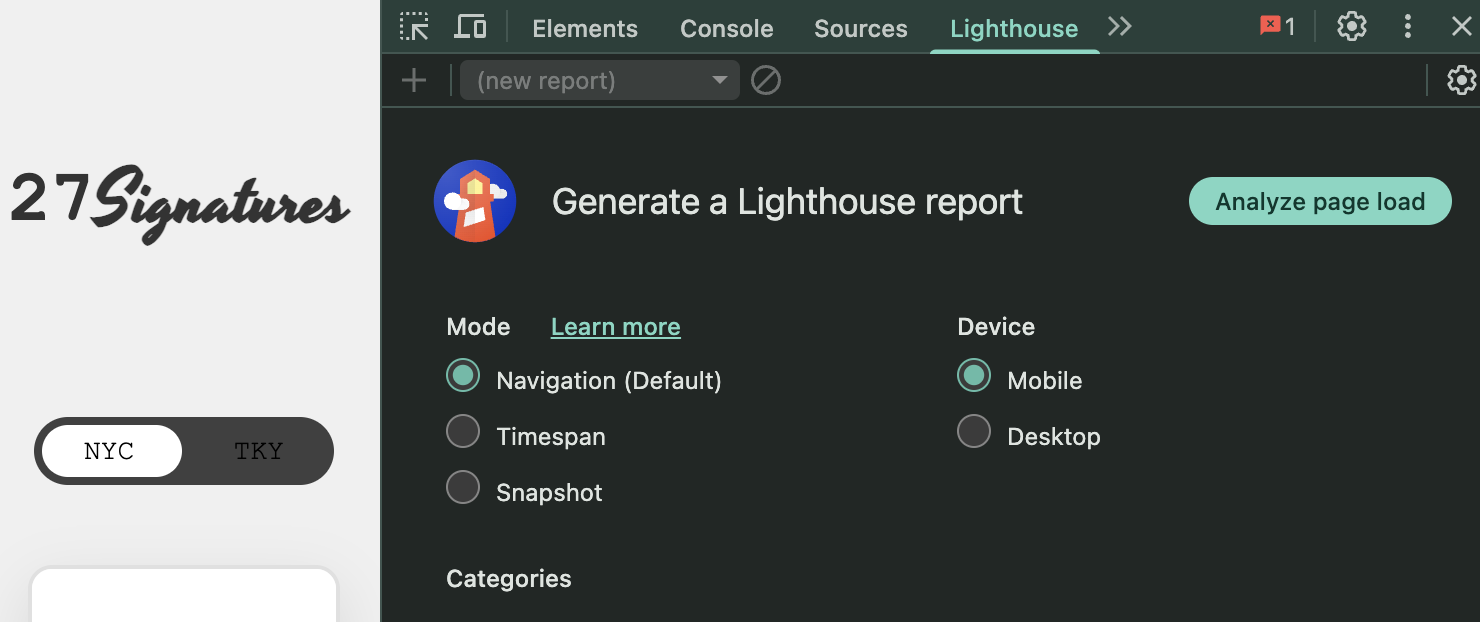 27Signatures
NYC TKY
Elements Console Sources Lighthouse 1
(new report)
Generate a Lighthouse report Analyze page load
Mode Learn more
Navigation (Default)
Timespan
Snapshot
Device
Mobile
Desktop
Categories